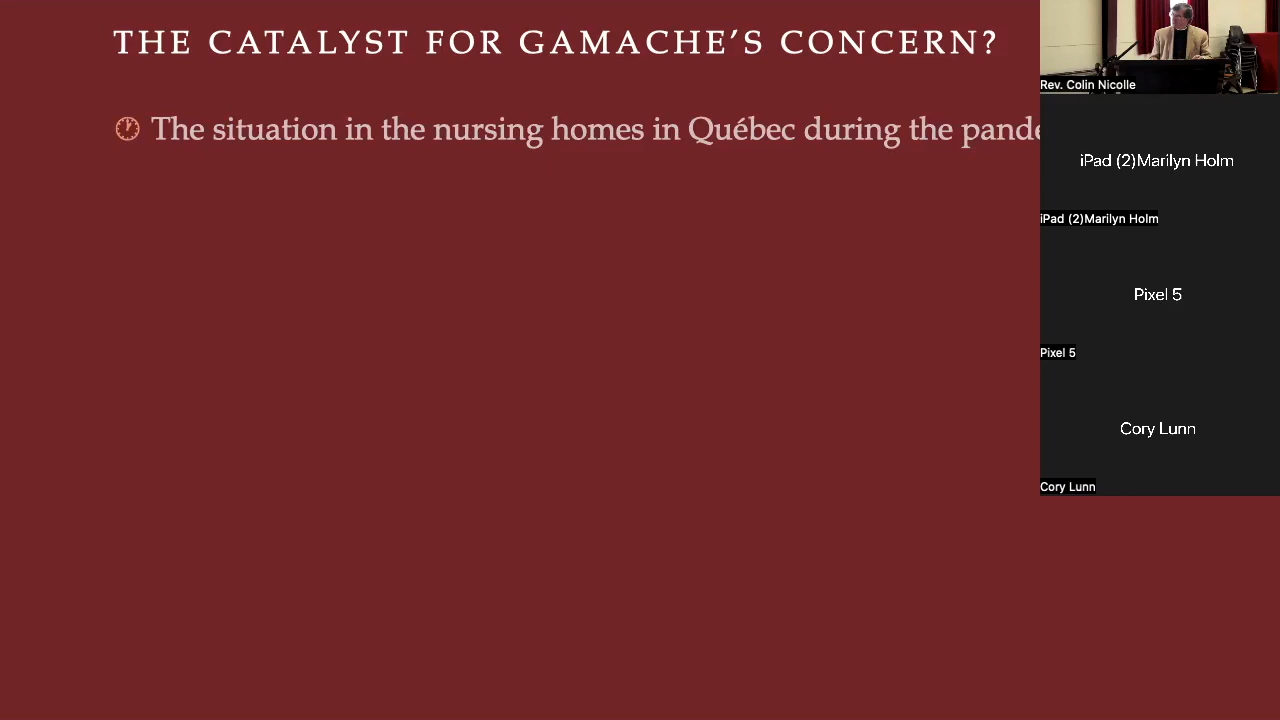 THE CATALYST FOR GAMACHE’S CONCERN?
The situation in the nursing homes in Québec during the pande
Rev. Colin Nicolle
iPad (2)Marilyn Holm
iPad (2)Marilyn Holm
Pixel 5
Pixel 5
Cory Lunn
Cory Lunn